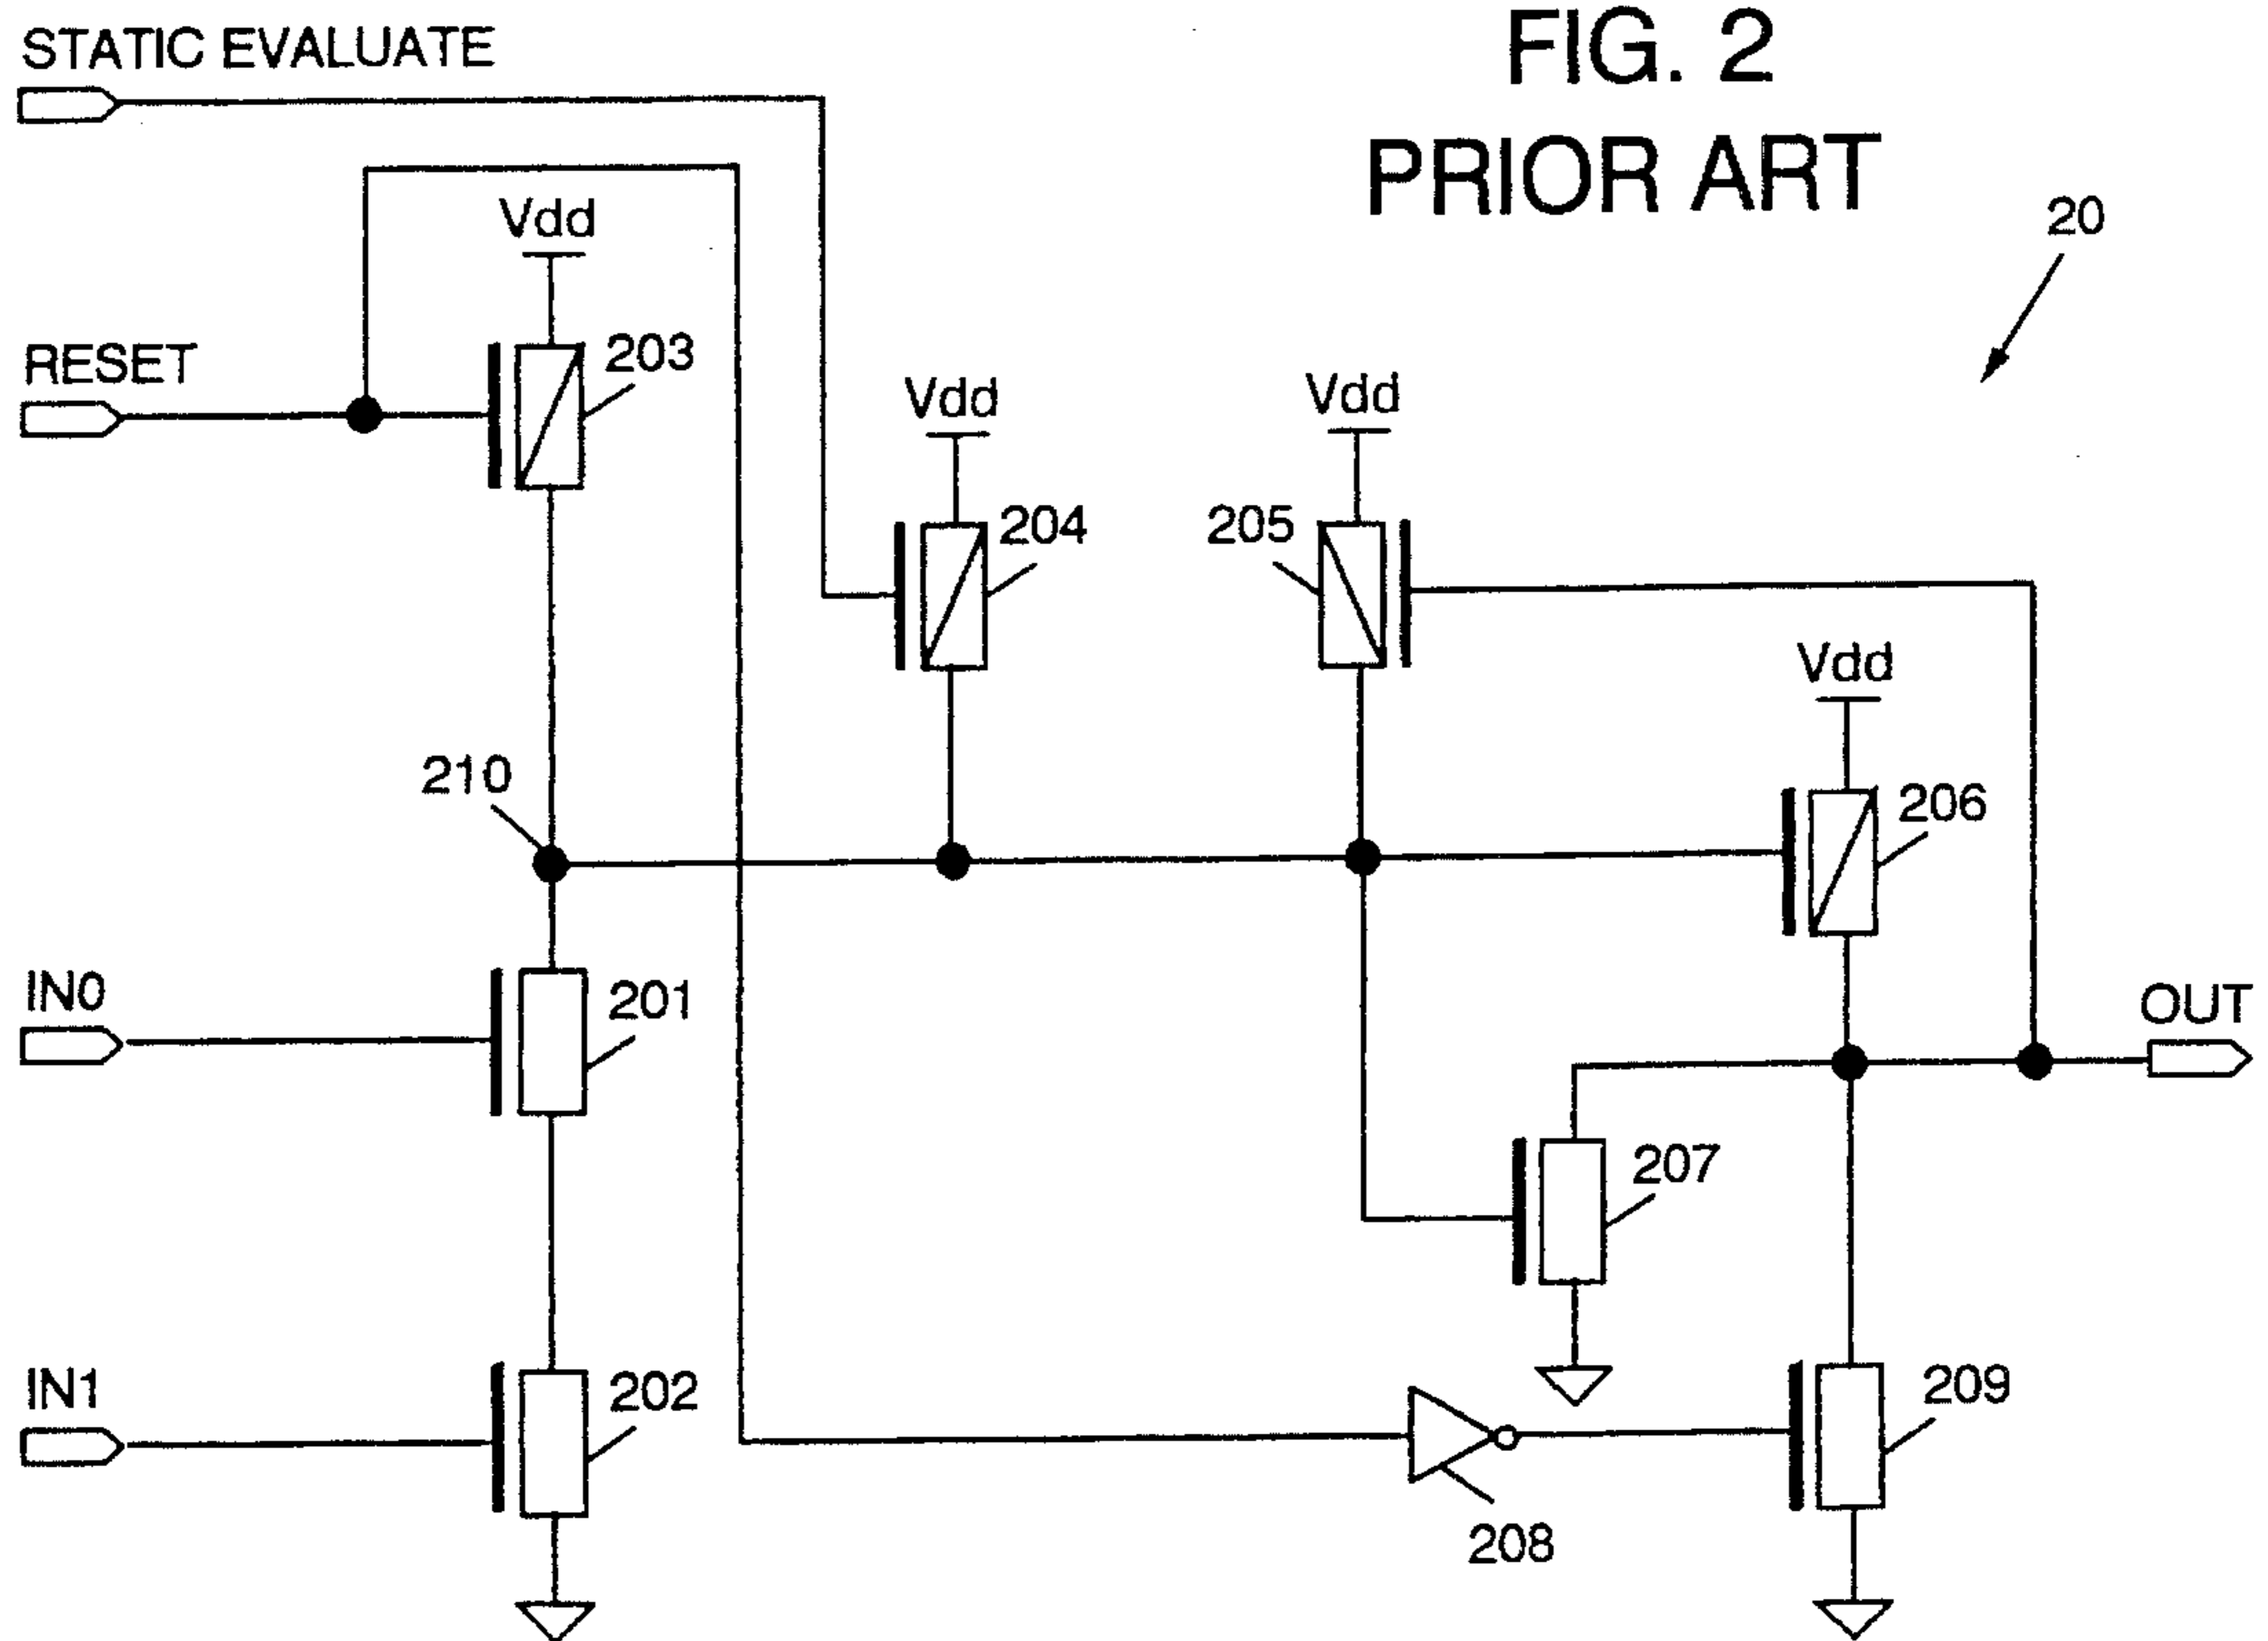 STATIC EVALUATE
FIG. 2
PRIOR ART
20
Vdd
RESET
203
Vdd
204
Vdd
205
Vdd
206
210
IN0
201
OUT
207
IN1
202
208
209